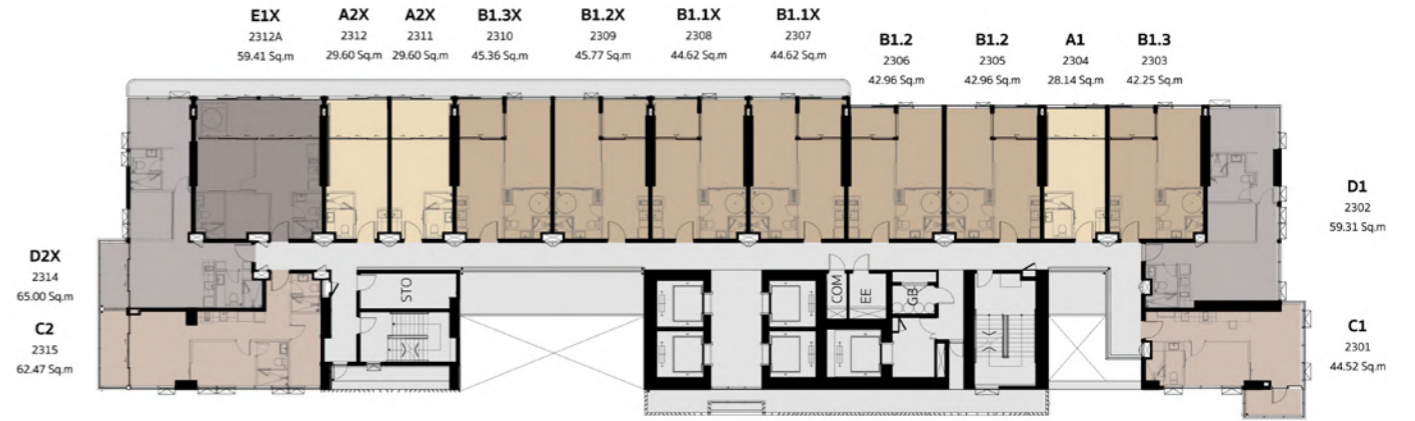 E1X
2312A
59.41 Sq.m
A2X
2312
29.60 Sq.m
A2X
2311
29.60 Sq.m
B1.3X
2310
45.36 Sq.m
B1.2X
2309
45.77 Sq.m
B1.1X
2308
44.62 Sq.m
B1.1X
2307
44.62 Sq.m
B1.2
2306
42.96 Sq.m
B1.2
2305
42.96 Sq.m
A1
2304
28.14 Sq.m
B1.3
2303
42.25 Sq.m
D1
2302
59.31 Sq.m
D2X
2314
65.00 Sq.m
C2
2315
62.47 Sq.m
STO
COM
EE
GB
C1
2301
44.52 Sq.m